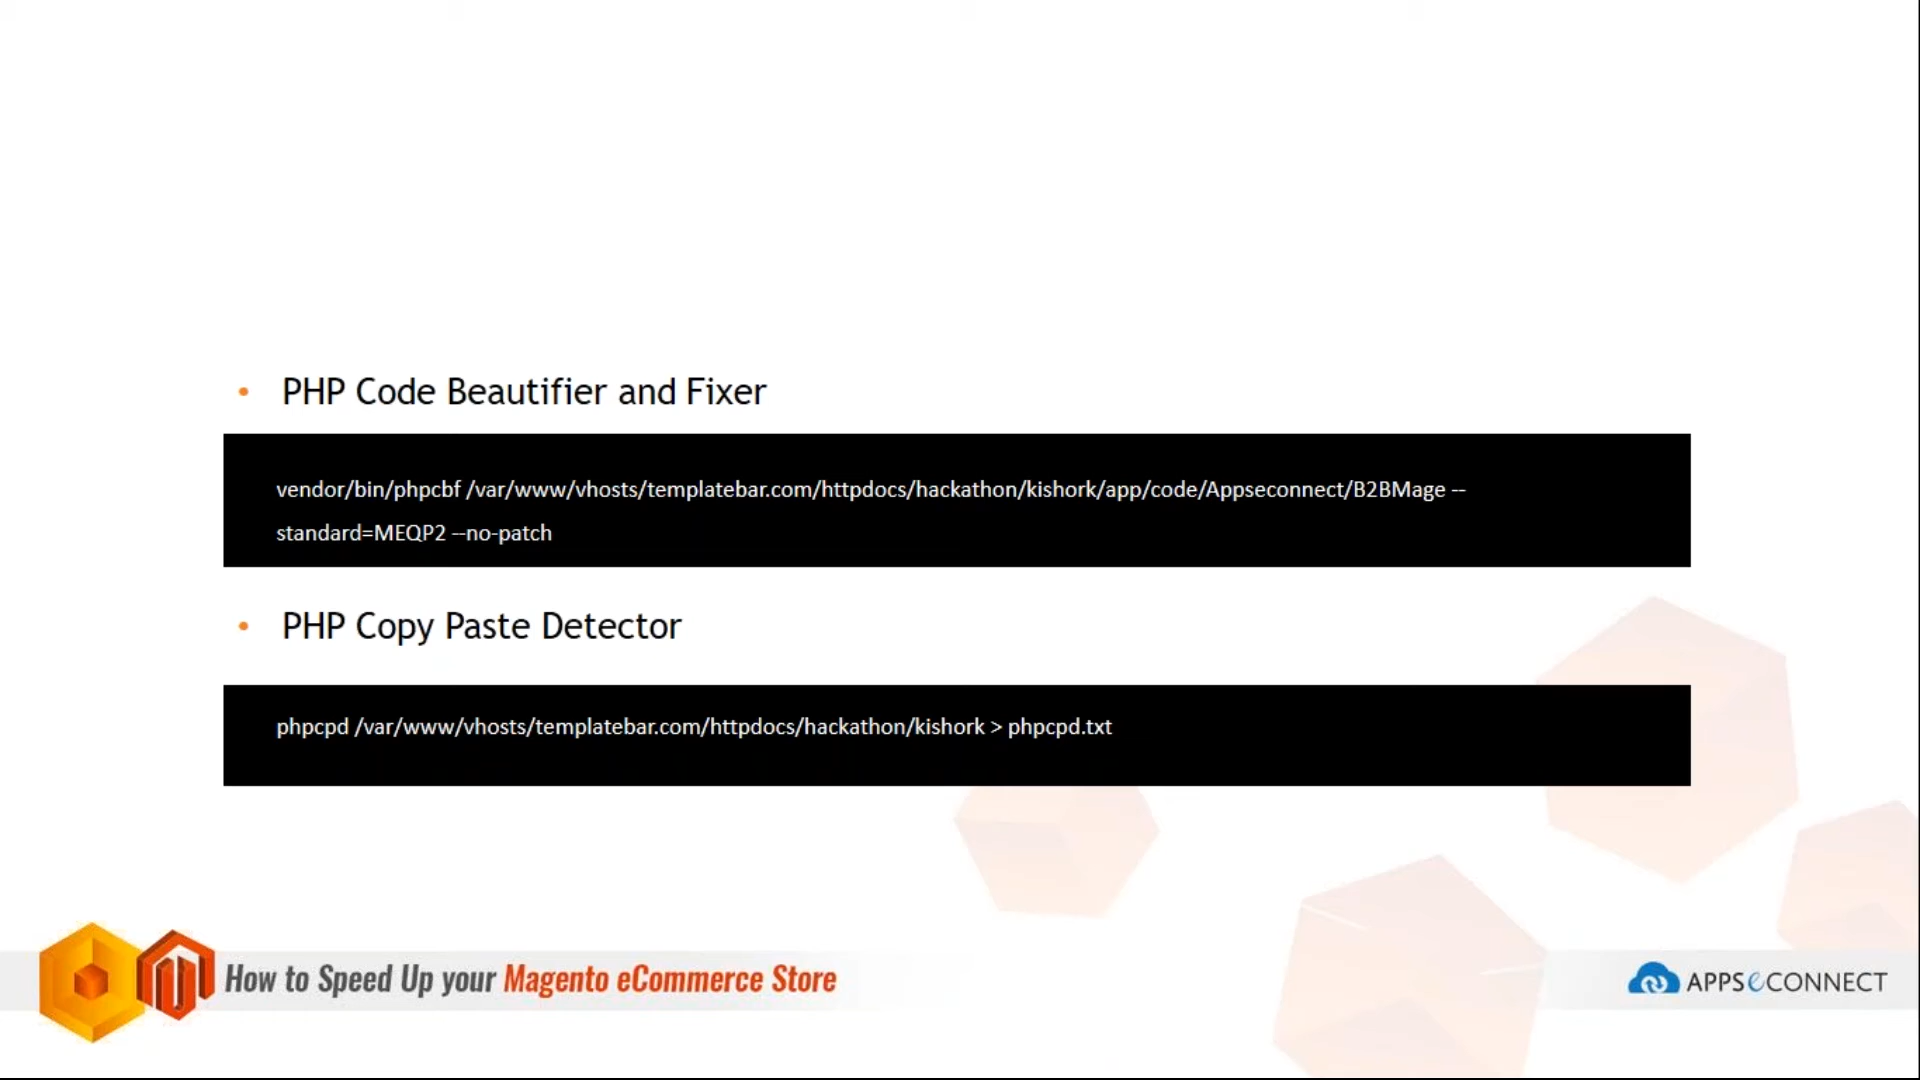 • PHP Code Beautifier and Fixer
vendor/bin/phpcbf /var/www/vhosts/templatebar.com/httpdocs/hackathon/kishork/app/code/Appseconnect/B2BMage --
standard=MEQP2 --no-patch
• PHP Copy Paste Detector
phpcpd /var/www/vhosts/templatebar.com/httpdocs/hackathon/kishork > phpcpd.txt
How to Speed Up your Magento eCommerce Store
APPSeCONNECT